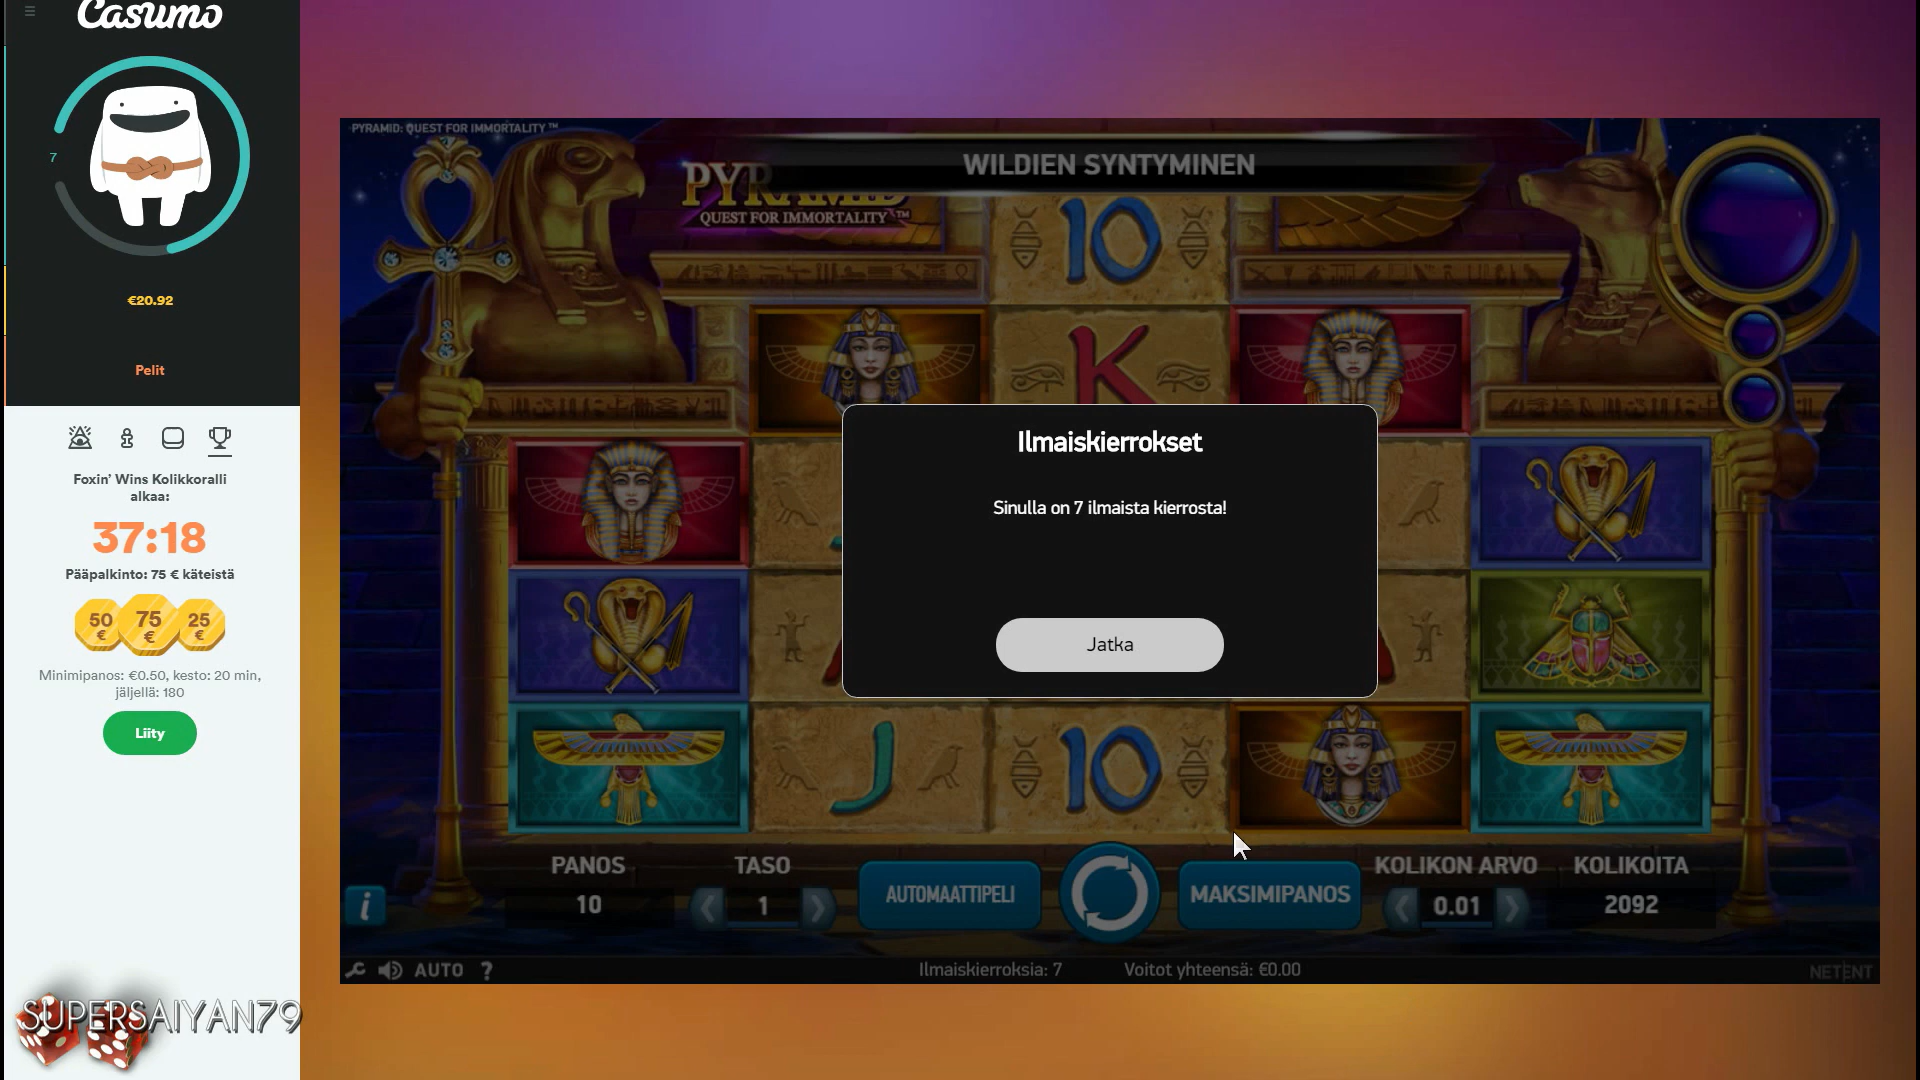 Casumo
7
€20.92
Pelit
Foxin' Wins Kolikkoralli
alkaa:
37:18
Pääpalkinto: 75 € käteistä
50 € 75 € 25 €
Minimipanos: €0.50, kesto: 20 min,
jäljellä: 180
Liity
SUPERSAIYAN79
PYRAMID: QUEST FOR IMMORTALITY™
WILDIEN SYNTYMINEN
PYRAMID
QUEST FOR IMMORTALITY™
10
K
Ilmaiskierrokset
Sinulla on 7 ilmaista kierrosta!
Jatka
J
10
PANOS
10
TASO
1
AUTOMAATTIPELI
MAKSIMIPANOS
KOLIKON ARVO
0.01
KOLIKOITA
2092
i
AUTO ?
Ilmaiskierroksia: 7
Voitot yhteensä: €0.00
NETENT